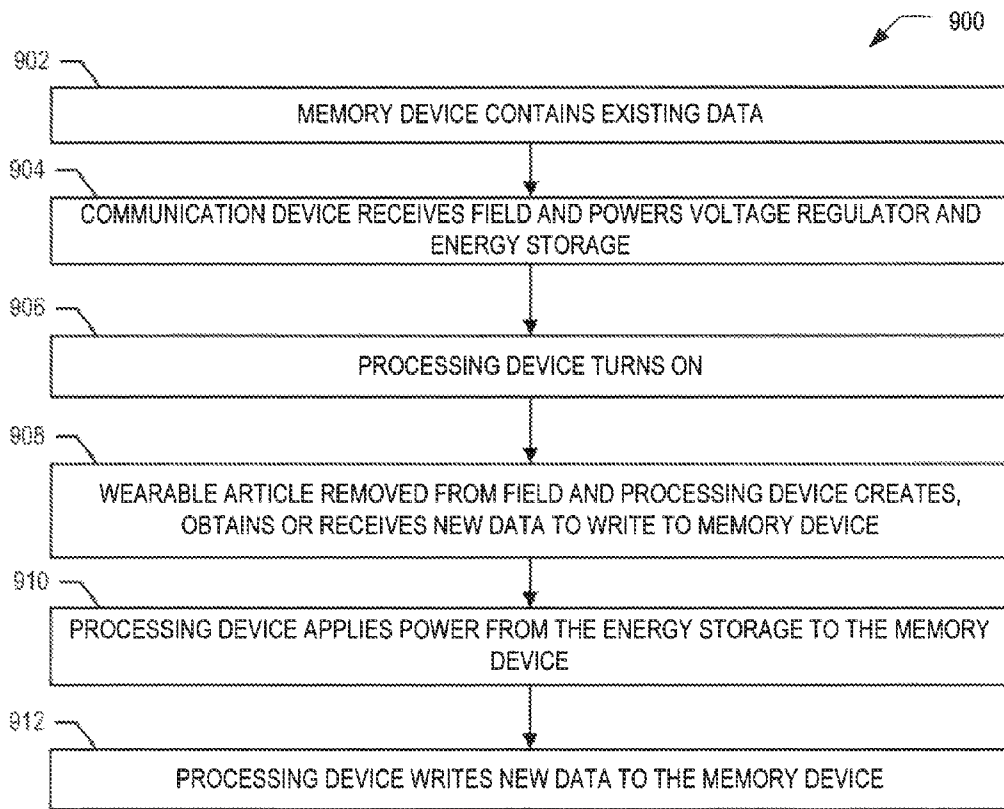 900
902
MEMORY DEVICE CONTAINS EXISTING DATA
904
COMMUNICATION DEVICE RECEIVES FIELD AND POWERS VOLTAGE REGULATOR AND
ENERGY STORAGE
906
PROCESSING DEVICE TURNS ON
908
WEARABLE ARTICLE REMOVED FROM FIELD AND PROCESSING DEVICE CREATES,
OBTAINS OR RECEIVES NEW DATA TO WRITE TO MEMORY DEVICE
910
PROCESSING DEVICE APPLIES POWER FROM THE ENERGY STORAGE TO THE MEMORY
DEVICE
912
PROCESSING DEVICE WRITES NEW DATA TO THE MEMORY DEVICE